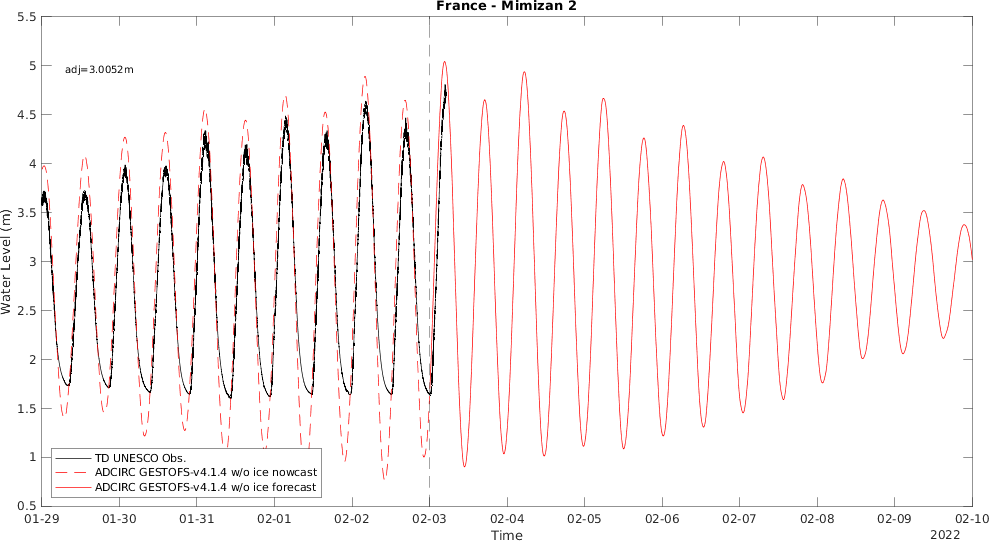 France - Mimizan 2
adj=3.0052m
5.5
5
4.5
4
3.5
3
2.5
2
1.5
1
0.5
Water Level (m)
TD UNESCO Obs.
ADCIRC GESTOFS-v4.1.4 w/o ice nowcast
ADCIRC GESTOFS-v4.1.4 w/o ice forecast
01-29 01-30 01-31 02-01 02-02 02-03 02-04 02-05 02-06 02-07 02-08 02-09 02-10
Time
2022